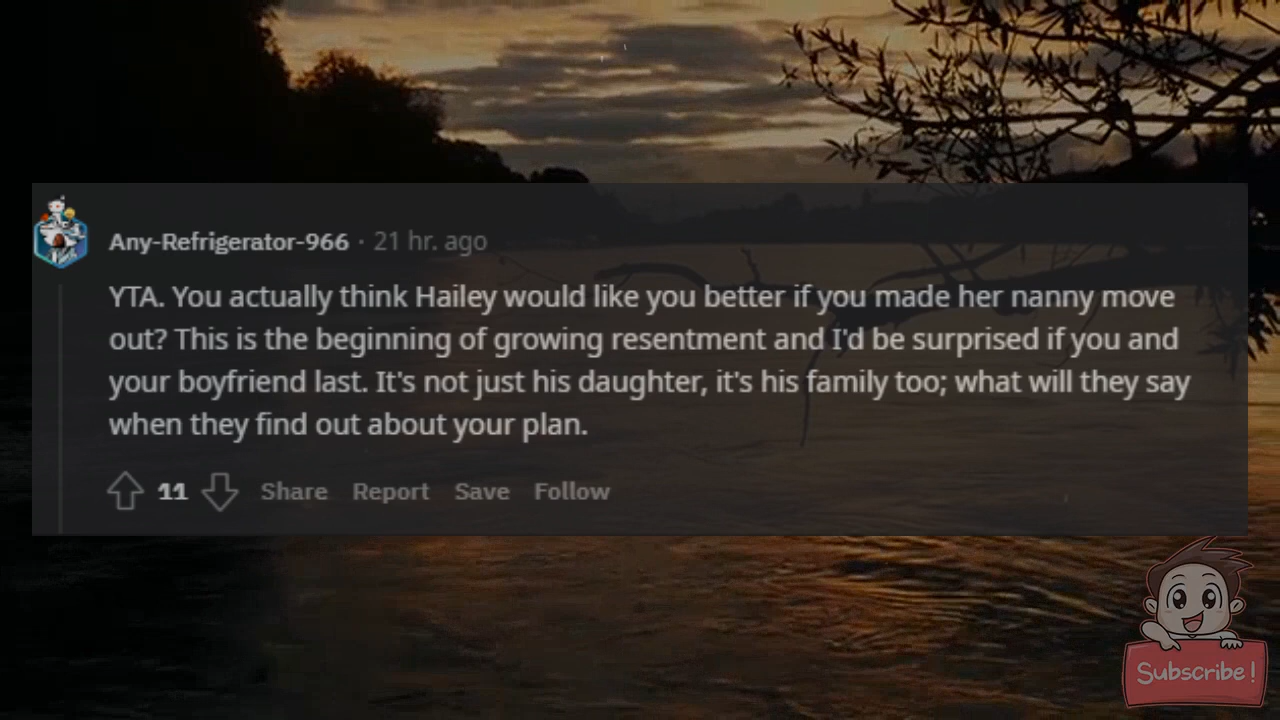 Any-Refrigerator-966 · 21 hr. ago
YTA. You actually think Hailey would like you better if you made her nanny move
out? This is the beginning of growing resentment and I'd be surprised if you and
your boyfriend last. It's not just his daughter, it's his family too; what will they say
when they find out about your plan.
11 Share Report Save Follow
Subscribe!